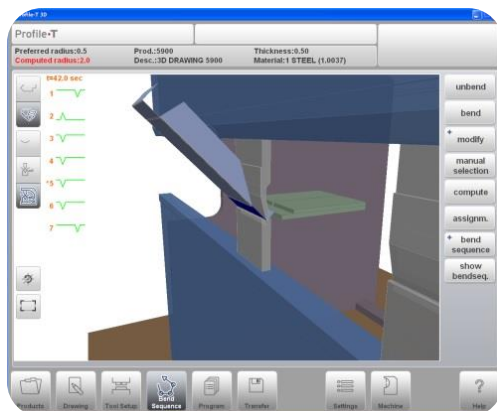 Profile-T 3D
Profile-T
Preferred radius:0.5 Prod.:5900 Thickness:0.50
Computed radius:2.0 Desc.:3D DRAWING 5900 Material:1 STEEL (1.0037)
t=42.0 sec
1
2
3
4
*5
6
7
unbend
bend
+ modify
manual
selection
compute
assignm.
+ bend
sequence
show
bendseq.
Products Drawing Tool Setup Bend Sequence Program Transfer Settings Machine ? Help